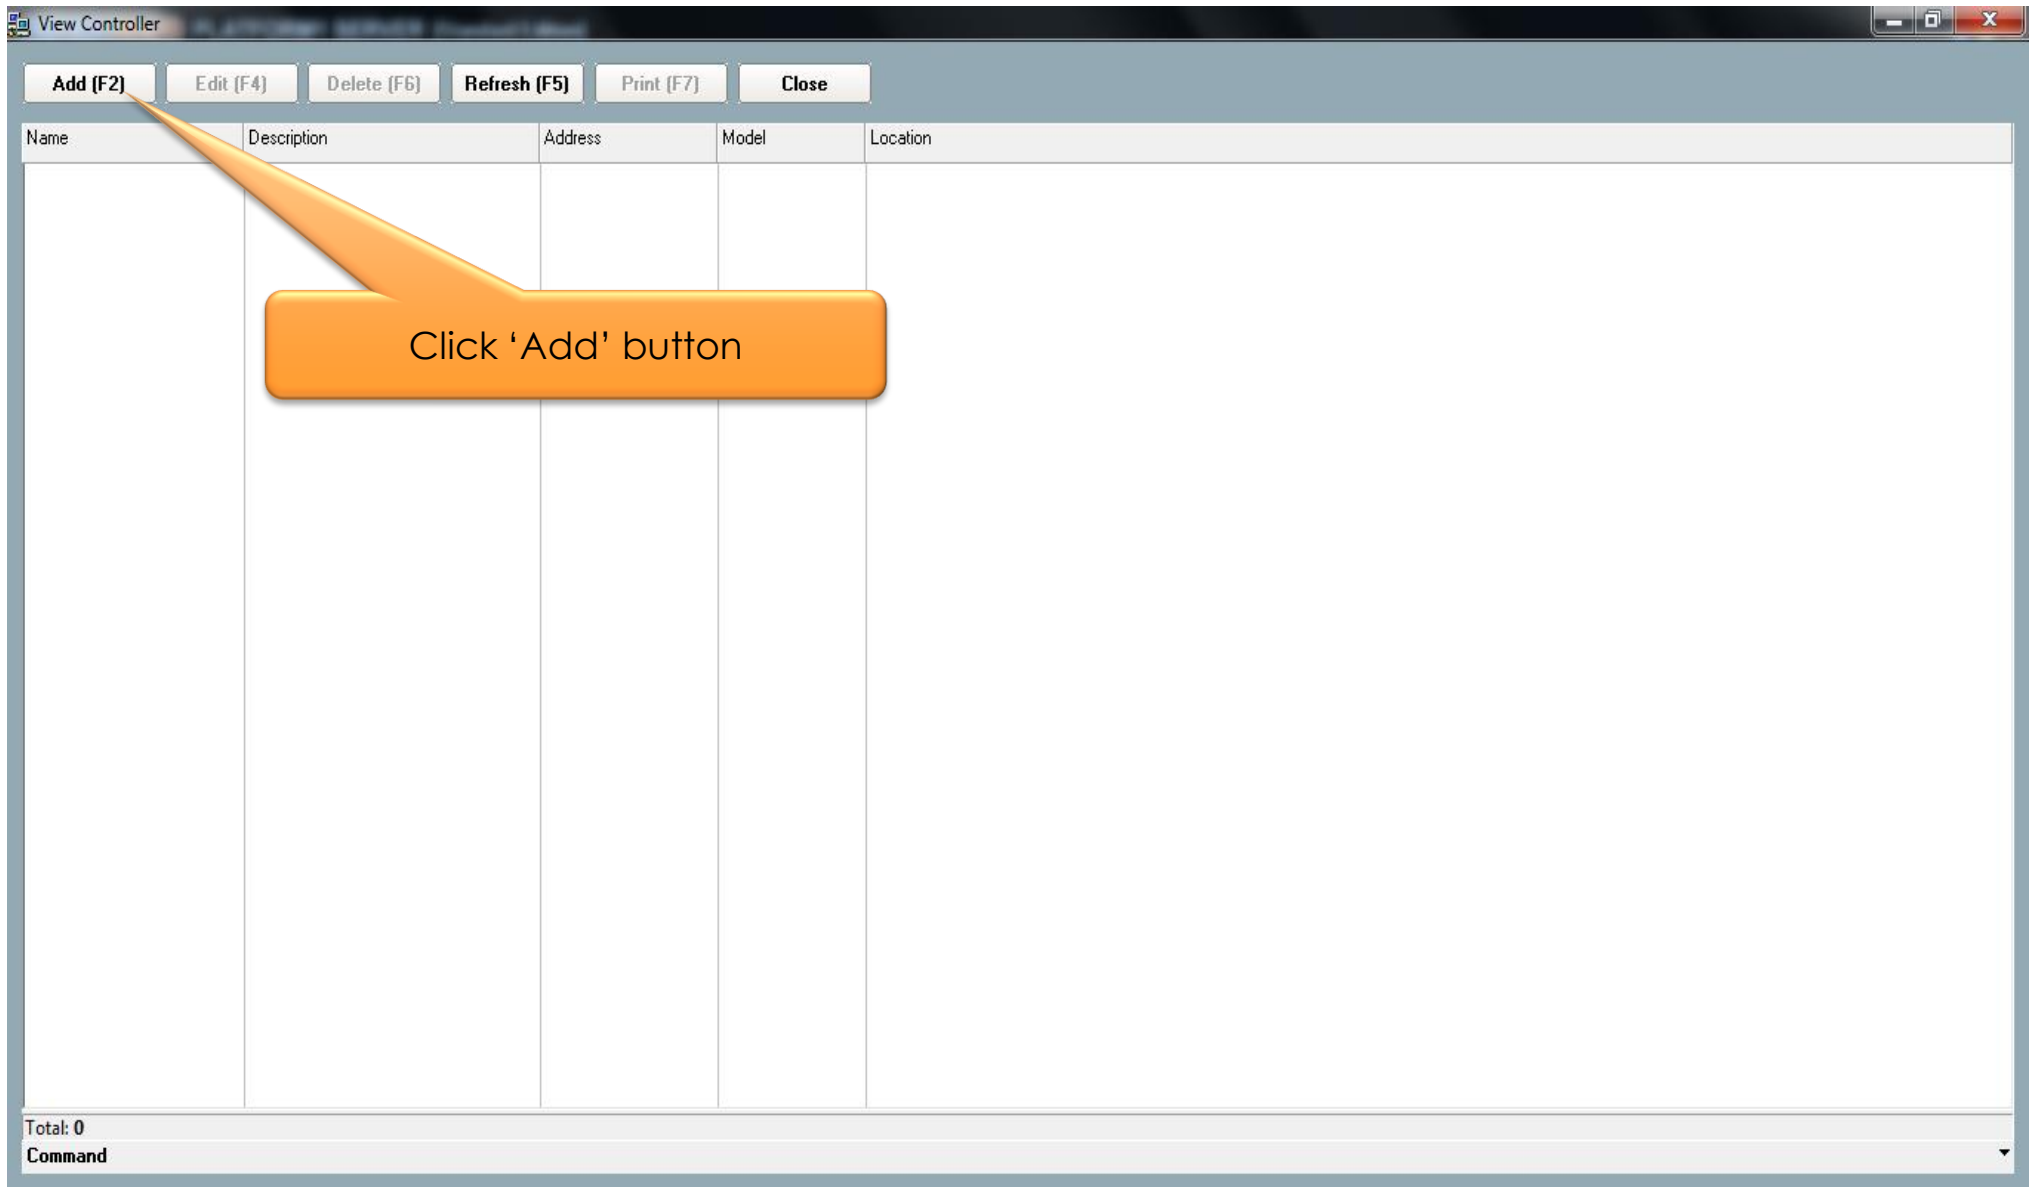 View Controller
Add (F2) Edit (F4) Delete (F6) Refresh (F5) Print (F7) Close
Name Description Address Model Location
Click ‘Add’ button
Total: 0
Command